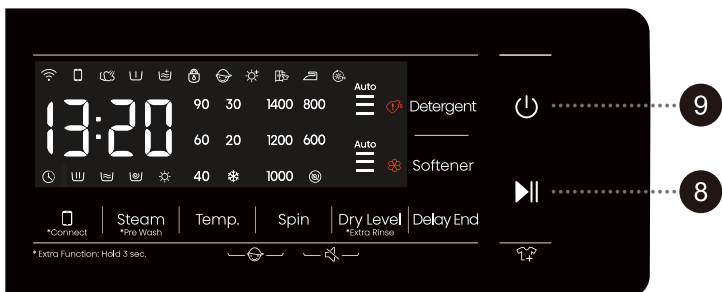 Auto
90 30 1400 800
13:20 Detergent 9
60 20 1200 600
Auto
Softener
40 1000 8
Steam Temp. Spin Dry Level Delay End
*Connect *Pre Wash *Extra Rinse
* Extra Function: Hold 3 sec.